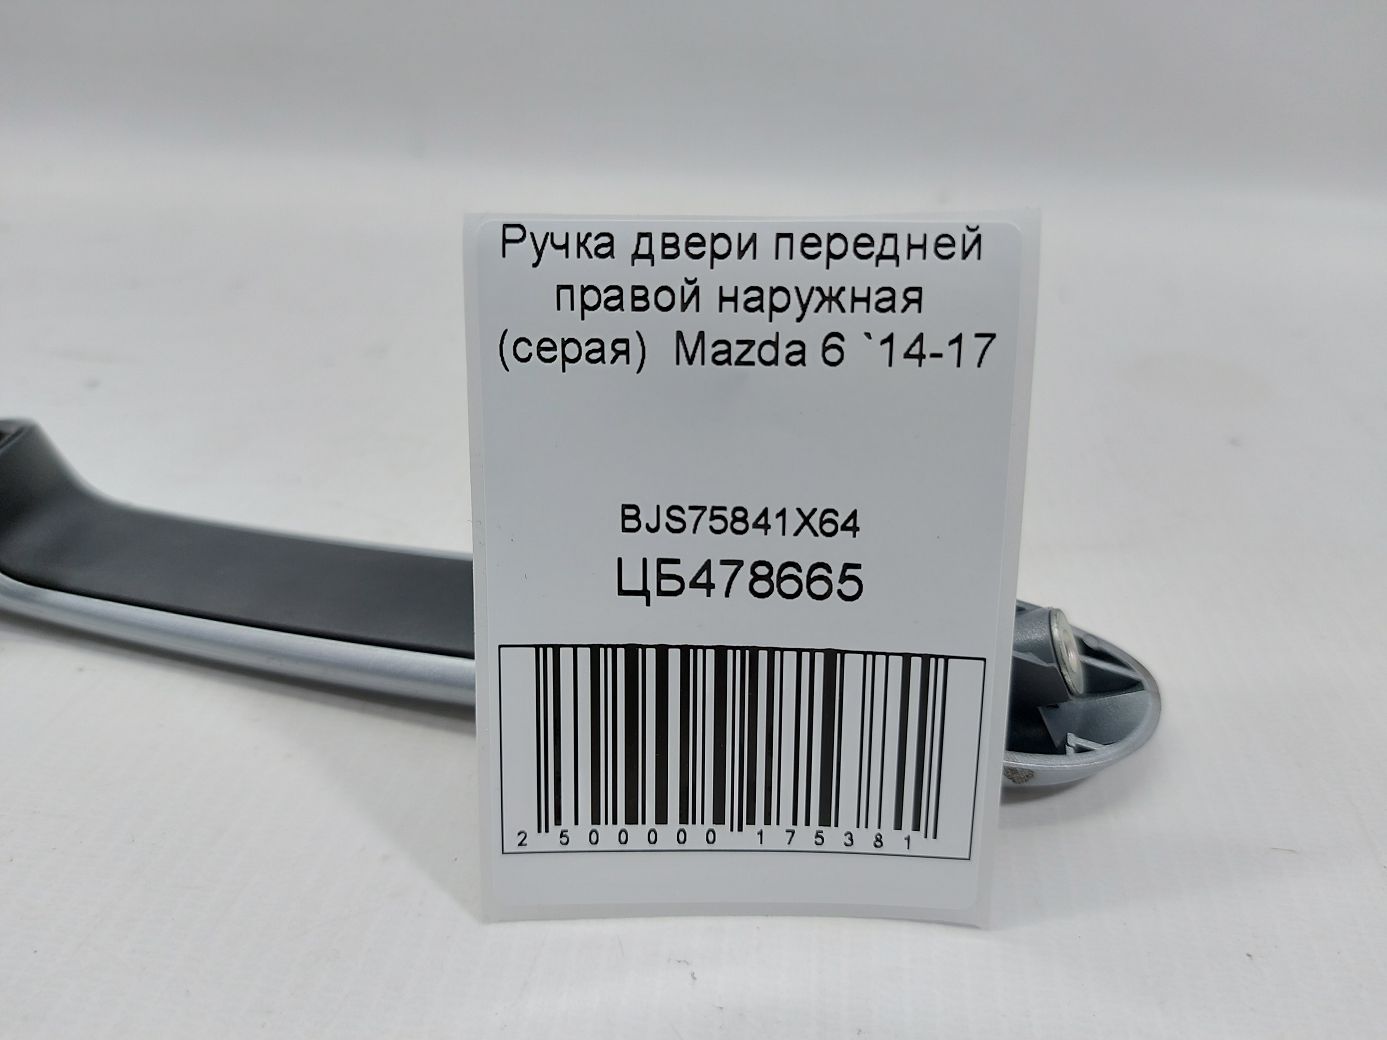 Ручка двери передней
правой наружная
(серая) Mazda 6 `14-17
BJS75841X64
ЦБ478665
2 500000 175381